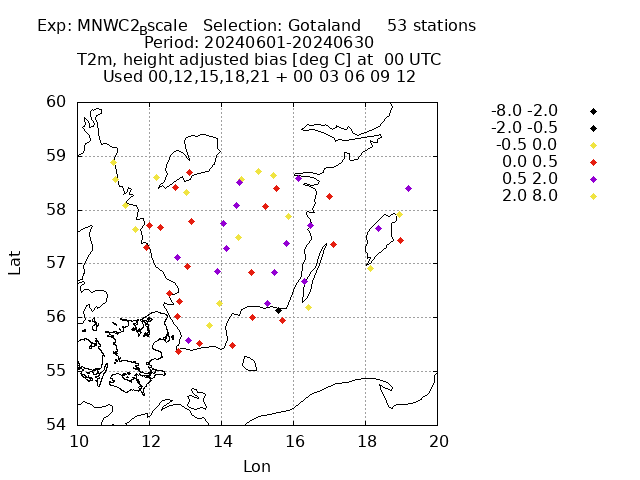 Exp: MNWC2Bscale Selection: Gotaland 53 stations
Period: 20240601-20240630
T2m, height adjusted bias [deg C] at 00 UTC
Used 00,12,15,18,21 + 00 03 06 09 12
60
59
58
57
56
55
54
10 12 14 16 18 20
Lat
Lon
-8.0 -2.0
-2.0 -0.5
-0.5 0.0
0.0 0.5
0.5 2.0
2.0 8.0